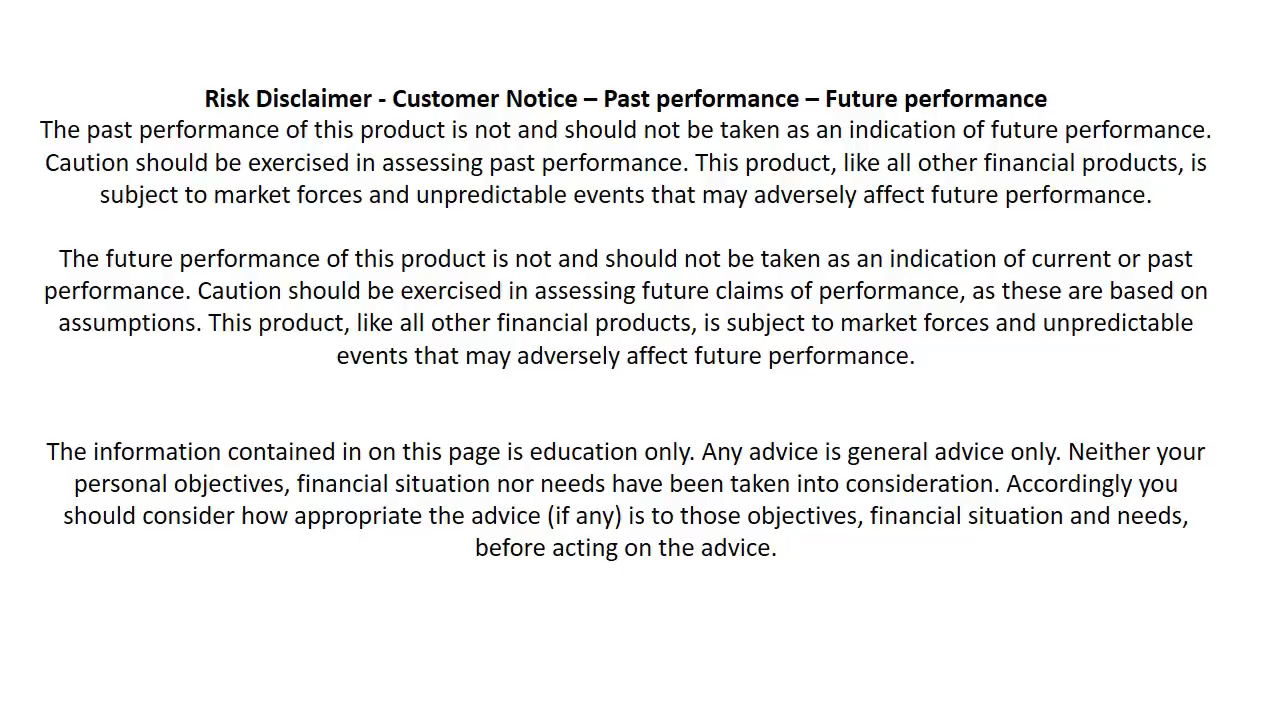 Risk Disclaimer - Customer Notice – Past performance – Future performance
The past performance of this product is not and should not be taken as an indication of future performance.
Caution should be exercised in assessing past performance. This product, like all other financial products, is
subject to market forces and unpredictable events that may adversely affect future performance.
The future performance of this product is not and should not be taken as an indication of current or past
performance. Caution should be exercised in assessing future claims of performance, as these are based on
assumptions. This product, like all other financial products, is subject to market forces and unpredictable
events that may adversely affect future performance.
The information contained in on this page is education only. Any advice is general advice only. Neither your
personal objectives, financial situation nor needs have been taken into consideration. Accordingly you
should consider how appropriate the advice (if any) is to those objectives, financial situation and needs,
before acting on the advice.